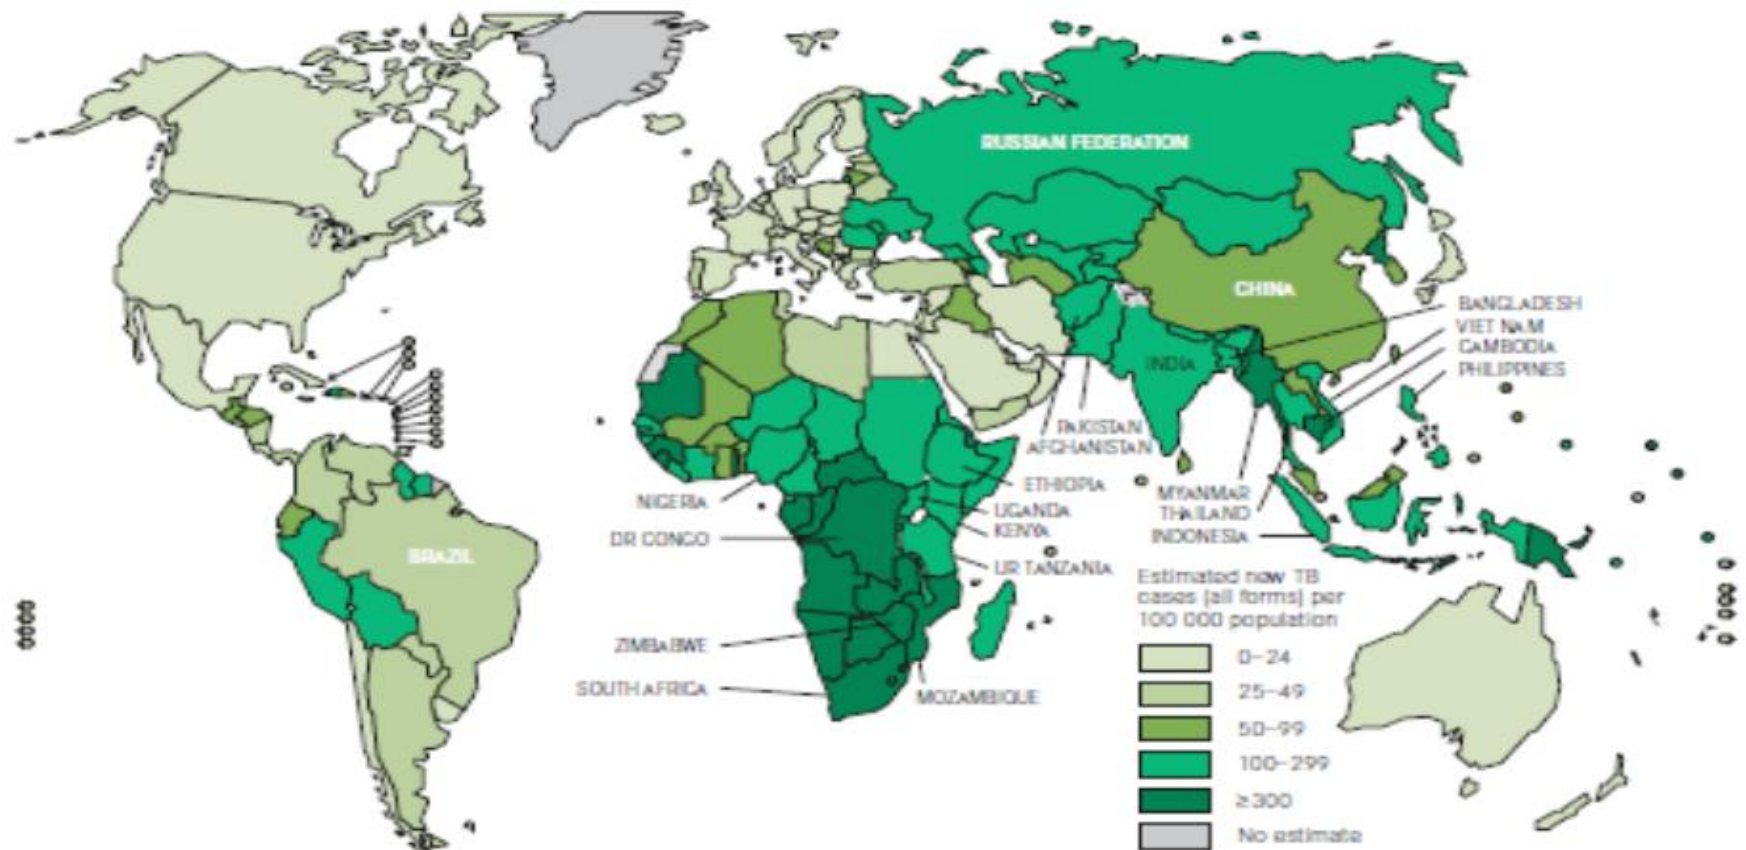 RUSSIAN FEDERATION
CHINA
BANGLADESH
VIET NAM
CAMBODIA
PHILIPPINES
INDIA
PAKISTAN
AFGHANISTAN
NIGERIA
ETHIOPIA
MYANMAR
UGANDA
THAILAND
KENYA
DR CONGO
INDONESIA
BRAZIL
UR TANZANIA
Estimated new TB
cases (all forms) per
100 000 population
ZIMBABWE
0–24
SOUTH AFRICA
MOZAMBIQUE
25–49
50–99
100–299
≥300
No estimate